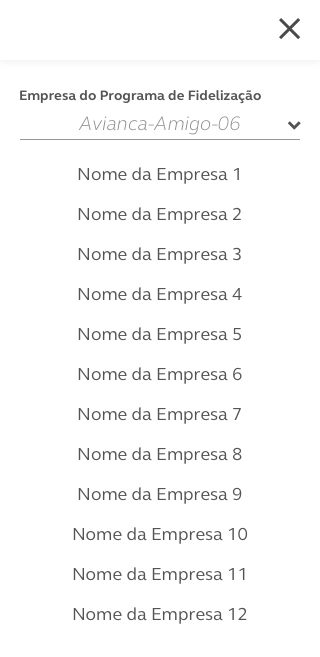 Empresa do Programa de Fidelização
Avianca-Amigo-06
Nome da Empresa 1
Nome da Empresa 2
Nome da Empresa 3
Nome da Empresa 4
Nome da Empresa 5
Nome da Empresa 6
Nome da Empresa 7
Nome da Empresa 8
Nome da Empresa 9
Nome da Empresa 10
Nome da Empresa 11
Nome da Empresa 12